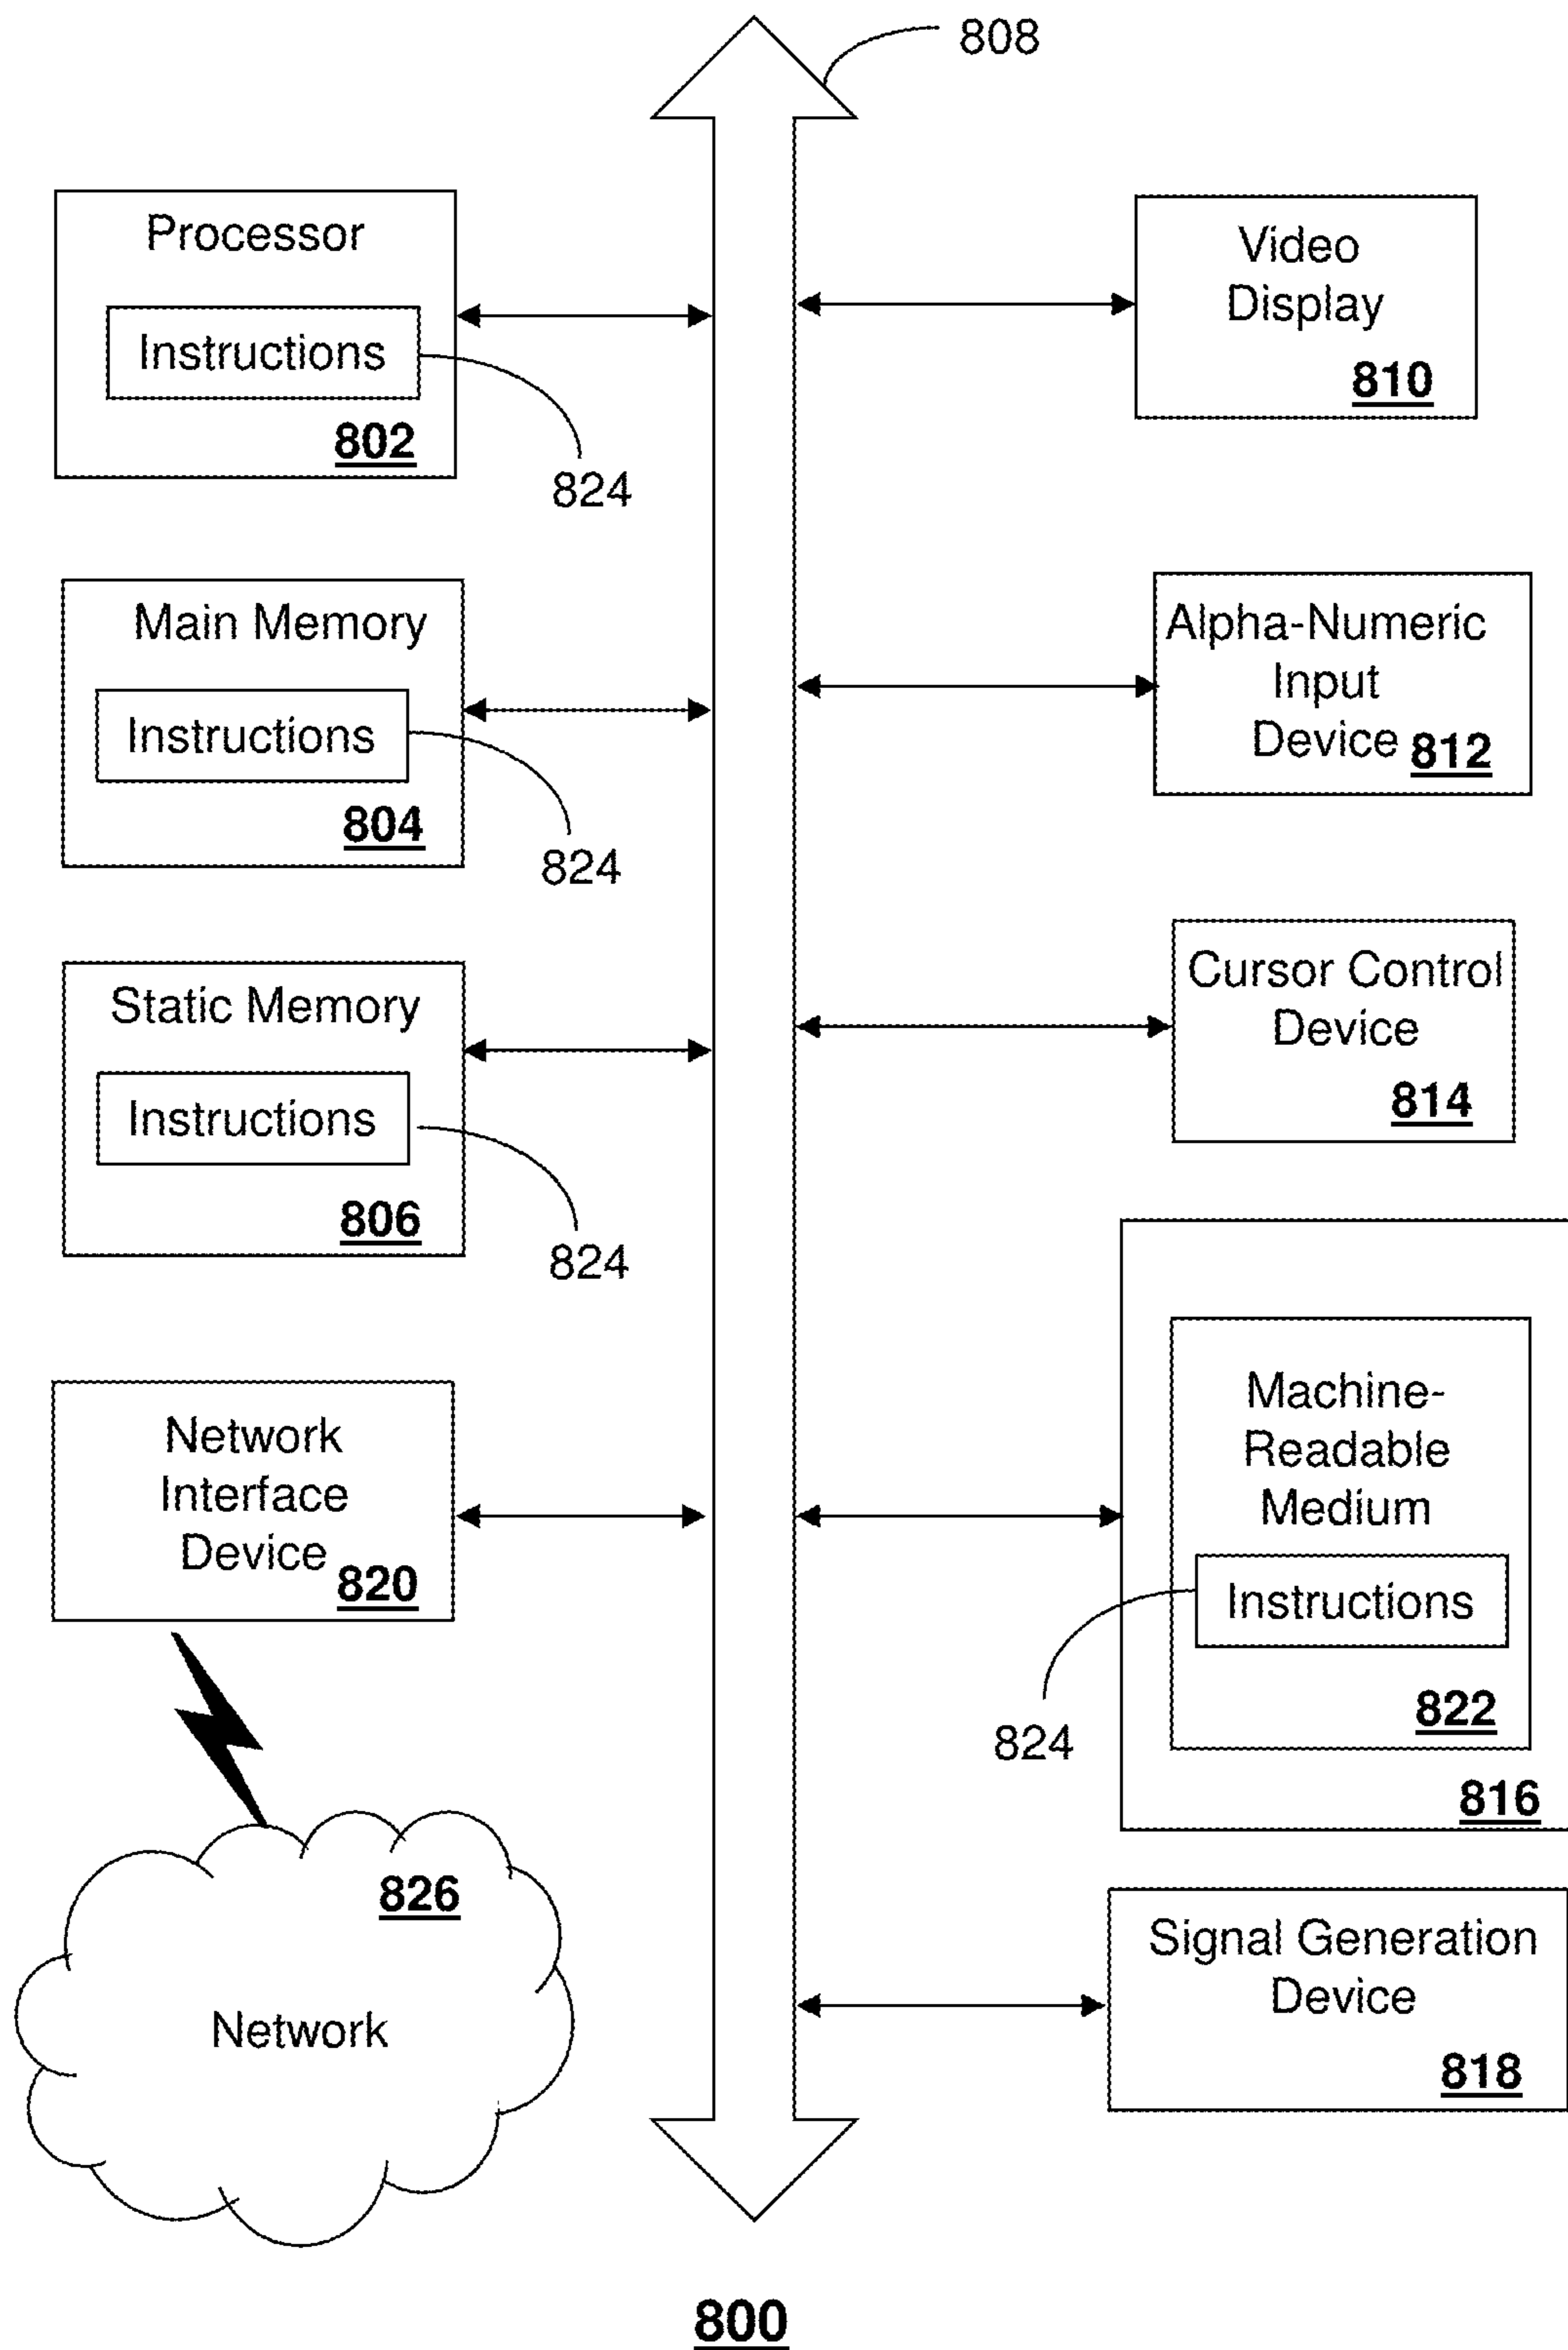 808
Processor
Instructions
802
824
Main Memory
Instructions
804
824
Static Memory
Instructions
806
824
Network
Interface
Device
820
826
Network
Video
Display
810
Alpha-Numeric
Input
Device 812
Cursor Control
Device
814
Machine-
Readable
Medium
Instructions
822
824
816
Signal Generation
Device
818
800